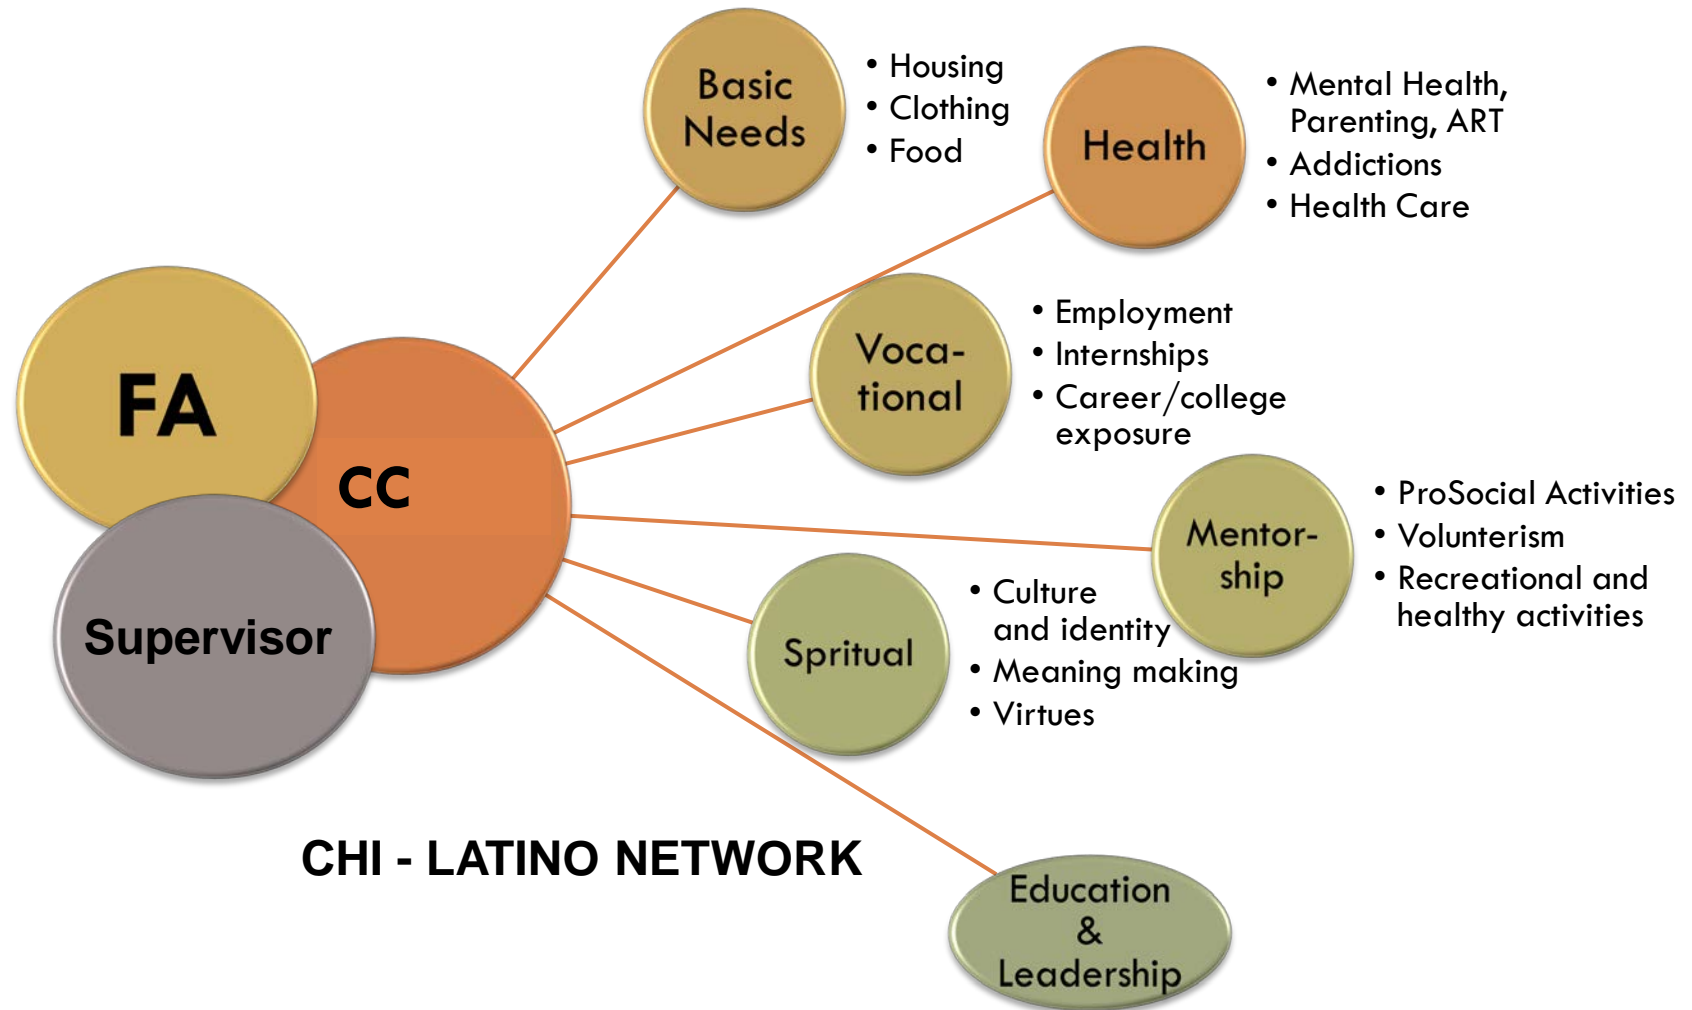 Basic
Needs
• Housing
• Clothing
• Food
Health
• Mental Health,
Parenting, ART
• Addictions
• Health Care
Voca-
tional
• Employment
• Internships
• Career/college
exposure
FA
CC
Supervisor
Mentor-
ship
• ProSocial Activities
• Volunterism
• Recreational and
healthy activities
Spritual
• Culture
and identity
• Meaning making
• Virtues
CHI - LATINO NETWORK
Education
&
Leadership